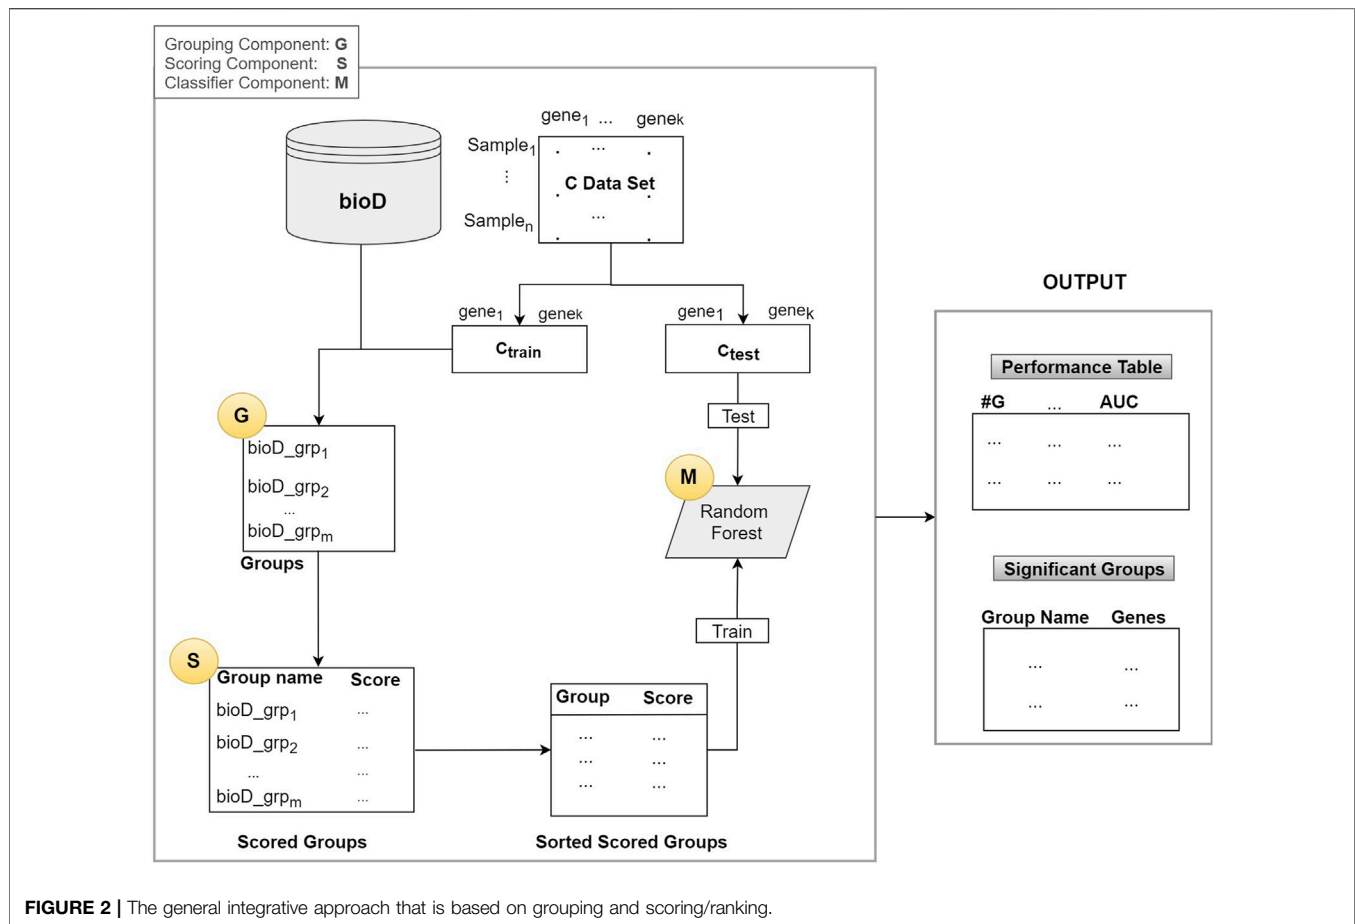 Grouping Component: G
Scoring Component: S
Classifier Component: M
bioD
gene1 ... genek
Sample1
...
⋮
C Data Set
Samplen
...
gene1 genek
Ctrain
gene1 genek
Ctest
G
bioD_grp1
bioD_grp2
...
bioD_grpm
Groups
Test
M
Random
Forest
Train
S
Group name Score
bioD_grp1 ...
bioD_grp2 ...
... ...
bioD_grpm ...
Scored Groups
Group Score
... ...
... ...
... ...
Sorted Scored Groups
OUTPUT
Performance Table
#G ... AUC
... ... ...
... ... ...
Significant Groups
Group Name Genes
... ...
... ...
FIGURE 2 | The general integrative approach that is based on grouping and scoring/ranking.